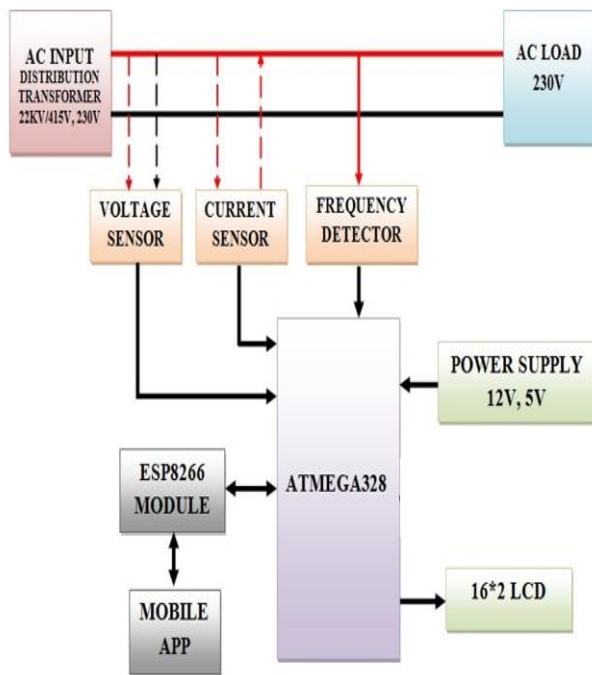 AC INPUT
DISTRIBUTION
TRANSFORMER
22KV/415V, 230V
AC LOAD
230V
VOLTAGE
SENSOR
CURRENT
SENSOR
FREQUENCY
DETECTOR
POWER SUPPLY
12V, 5V
ESP8266
MODULE
ATMEGA328
16*2 LCD
MOBILE
APP